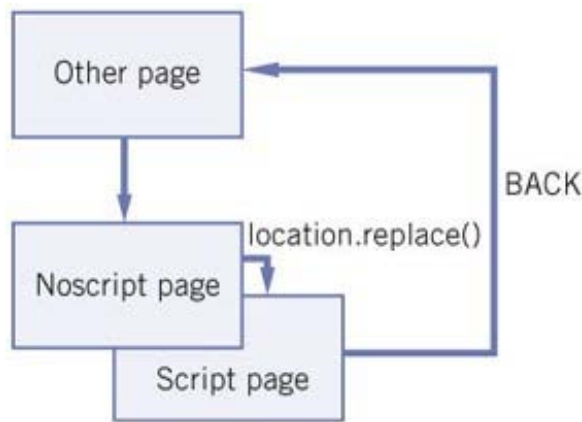 Other page
BACK
location.replace()
Noscript page
Script page